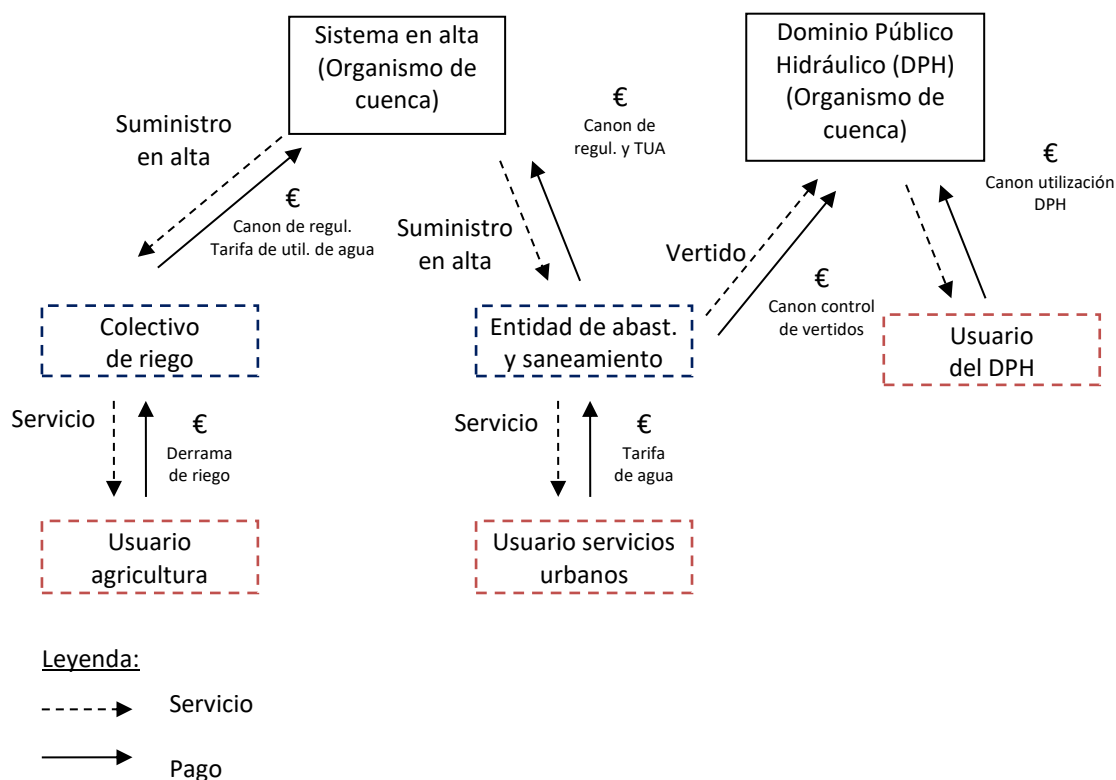 Sistema en alta
(Organismo de
cuenca)
Dominio Público
Hidráulico (DPH)
(Organismo de
cuenca)
Suministro
en alta
€
Canon de
regul. y TUA
€
Canon utilización
DPH
€
Canon de regul.
Tarifa de util. de agua
Suministro
en alta
Vertido
€
Canon control
de vertidos
Colectivo
de riego
Entidad de abast.
y saneamiento
Usuario
del DPH
Servicio
€
Derrama
de riego
Servicio
€
Tarifa
de agua
Usuario
agricultura
Usuario servicios
urbanos
Leyenda:
Servicio
Pago